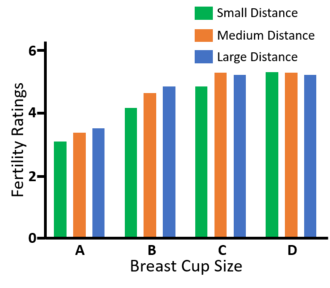 Small Distance
Medium Distance
Large Distance
6
4
2
0
Fertility Ratings
A B C D
Breast Cup Size